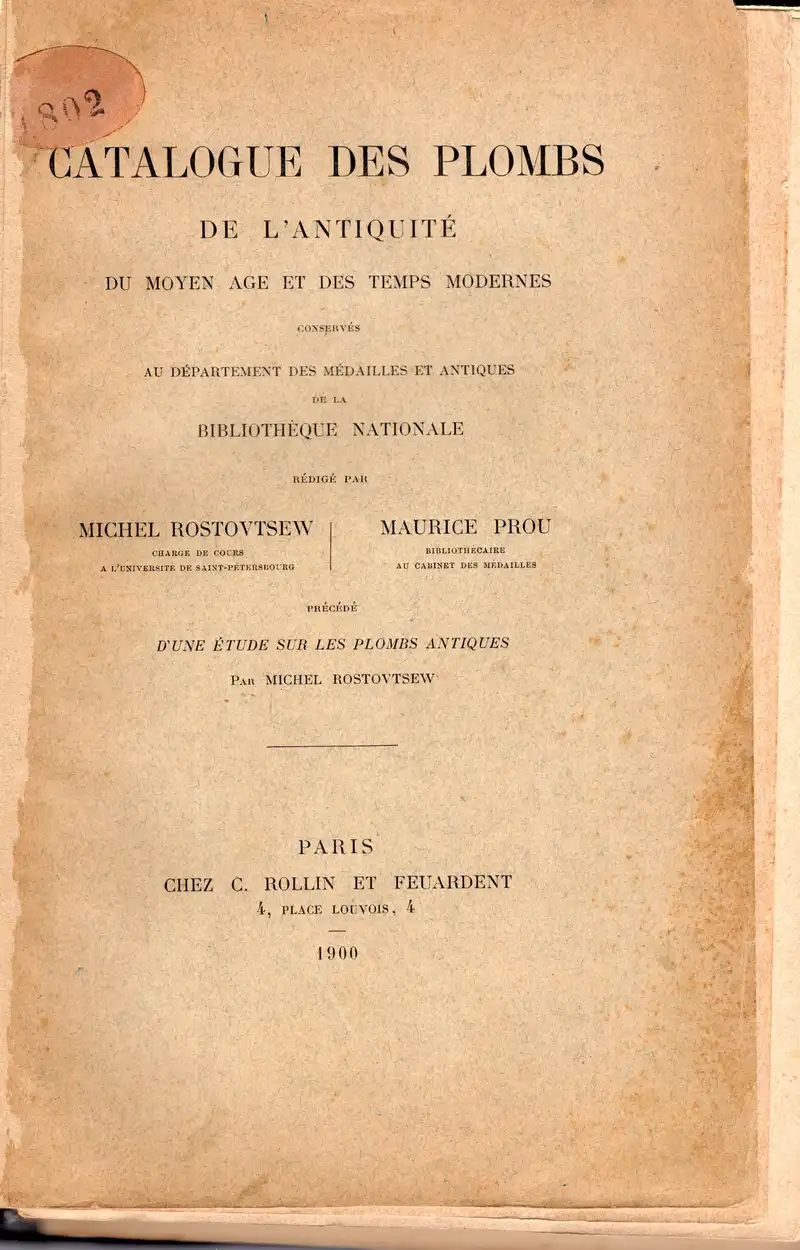 1802
CATALOGUE DES PLOMBS
DE L'ANTIQUITÉ
DU MOYEN AGE ET DES TEMPS MODERNES
CONSERVÉS
AU DÉPARTEMENT DES MÉDAILLES ET ANTIQUES
DE LA
BIBLIOTHÈQUE NATIONALE
RÉDIGÉ PAR
MICHEL ROSTOVTSEW
CHARGÉ DE COURS
A L'UNIVERSITÉ DE SAINT-PÉTERSBOURG
MAURICE PROU
BIBLIOTHÉCAIRE
AU CABINET DES MÉDAILLES
PRÉCÉDÉ
D'UNE ÉTUDE SUR LES PLOMBS ANTIQUES
PAR MICHEL ROSTOVTSEW
PARIS
CHEZ C. ROLLIN ET FEUARDENT
4, PLACE LOUVOIS, 4
1900